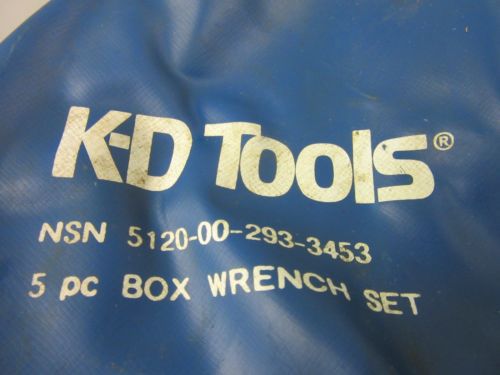 K-D TOOLS®
NSN 5120-00-293-3453
5 pc BOX WRENCH SET